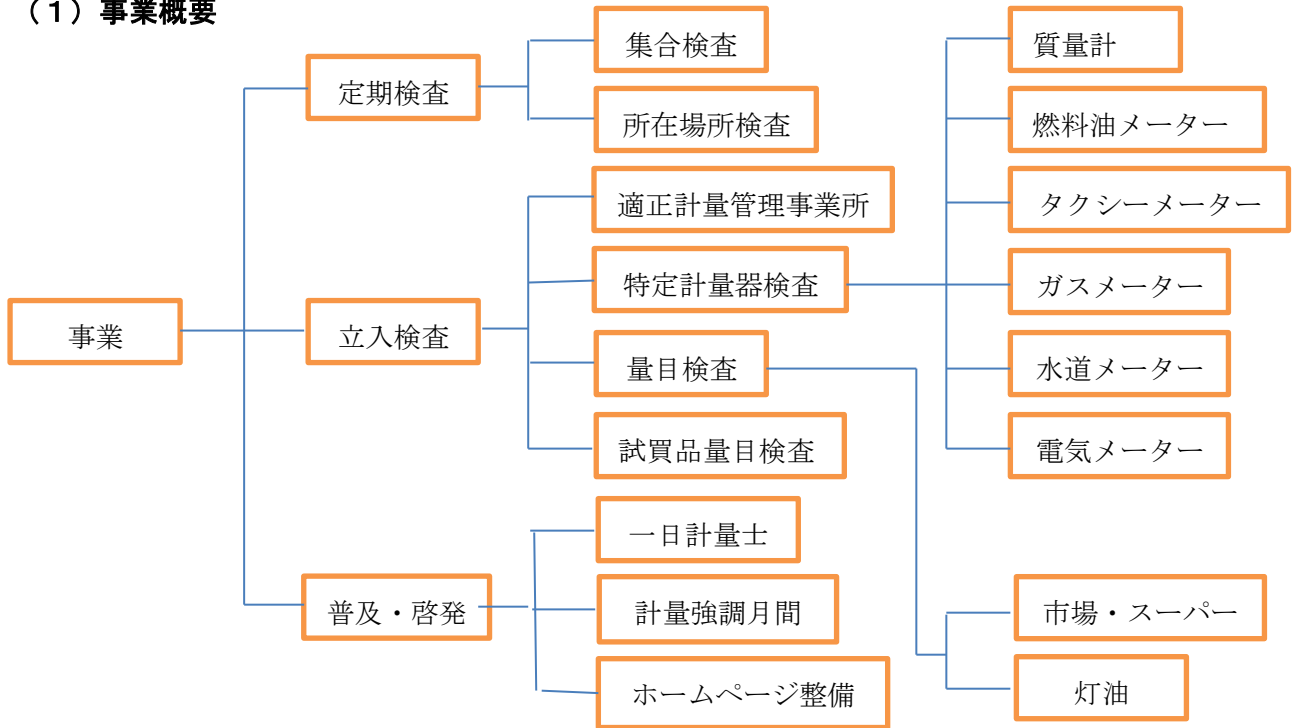 （１）事業概要
事業
定期検査
集合検査
所在場所検査
立入検査
適正計量管理事業所
特定計量器検査
質量計
燃料油メーター
タクシーメーター
ガスメーター
水道メーター
電気メーター
量目検査
市場・スーパー
灯油
試買品量目検査
普及・啓発
一日計量士
計量強調月間
ホームページ整備